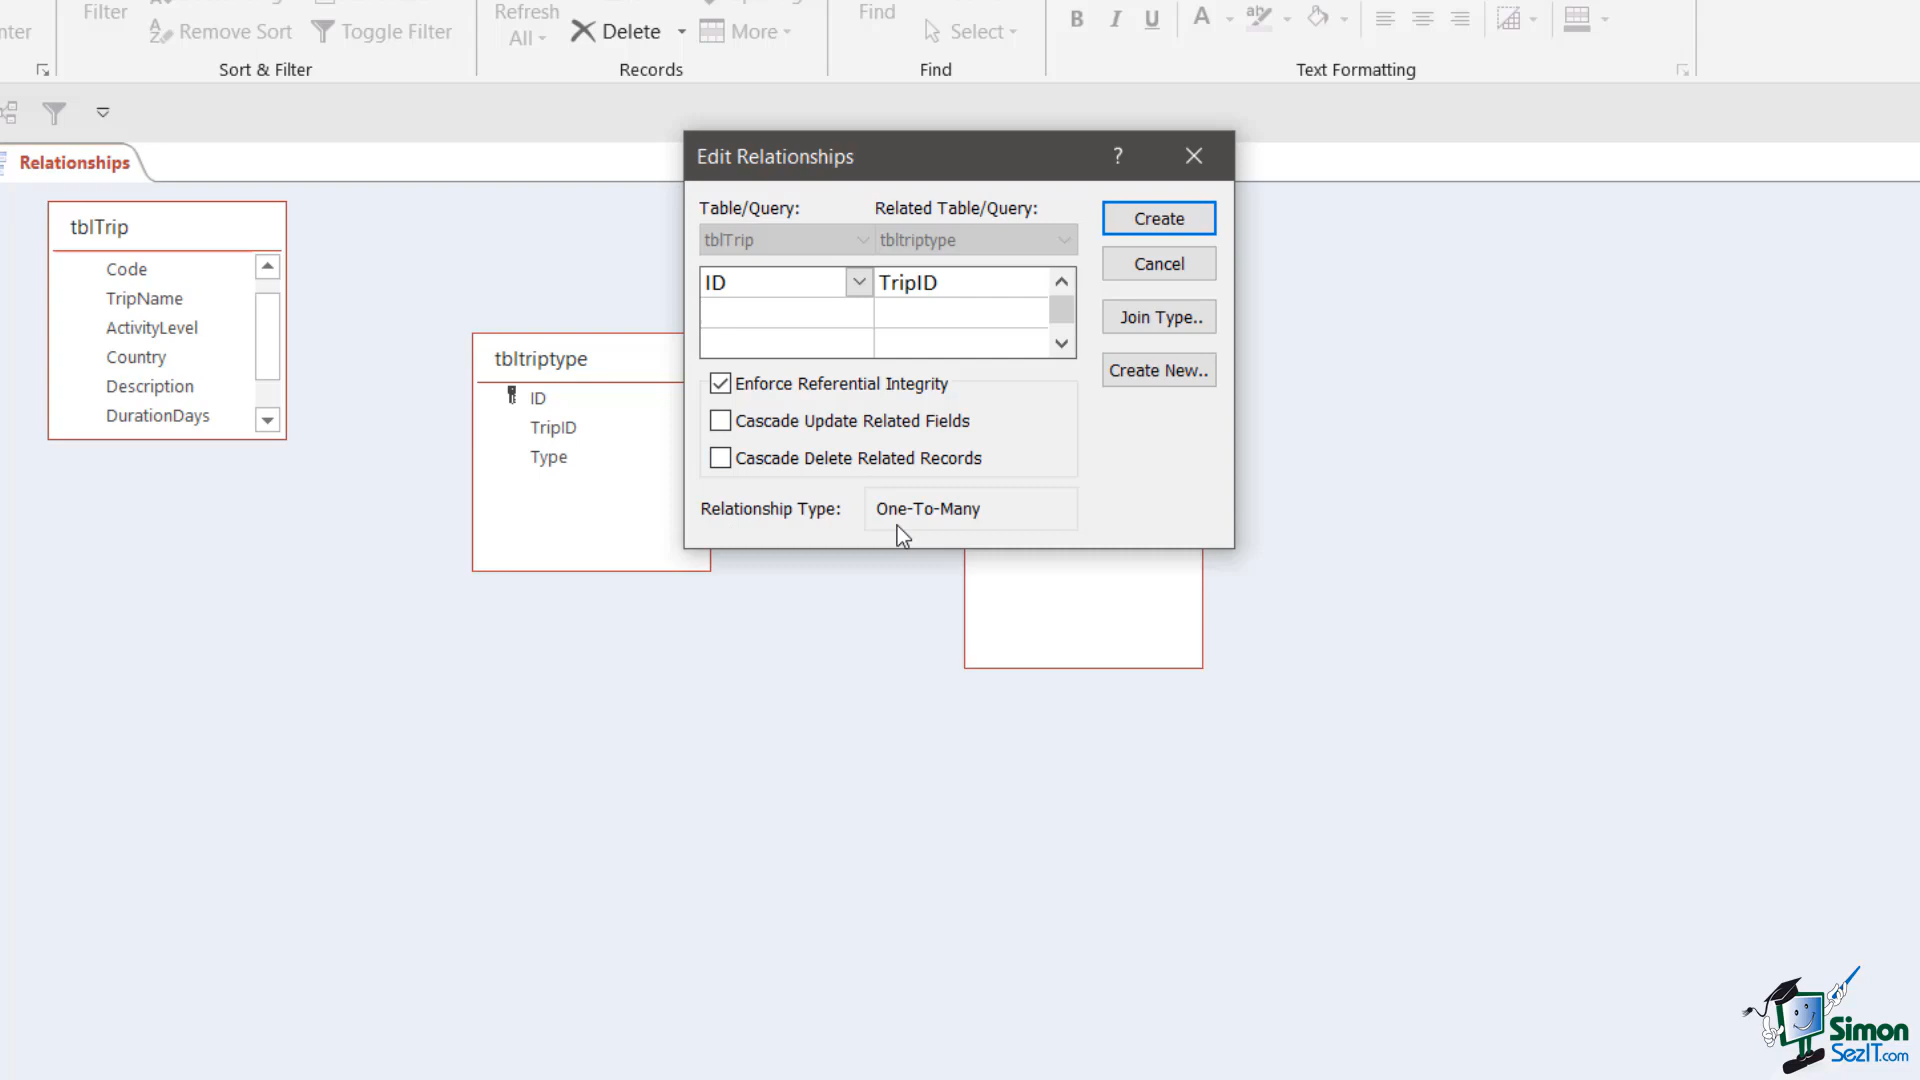 Filter
Remove Sort
Toggle Filter
Sort & Filter
Refresh
All
Delete
More
Records
Find
Select
Find
B I U A ab
Text Formatting
Relationships
tblTrip
Code
TripName
ActivityLevel
Country
Description
DurationDays
tbltriptype
ID
TripID
Type
Edit Relationships
?
Table/Query:
Related Table/Query:
tblTrip
tbltriptype
ID
TripID
Enforce Referential Integrity
Cascade Update Related Fields
Cascade Delete Related Records
Relationship Type:
One-To-Many
Create
Cancel
Join Type..
Create New..
Simon
SezIT.com